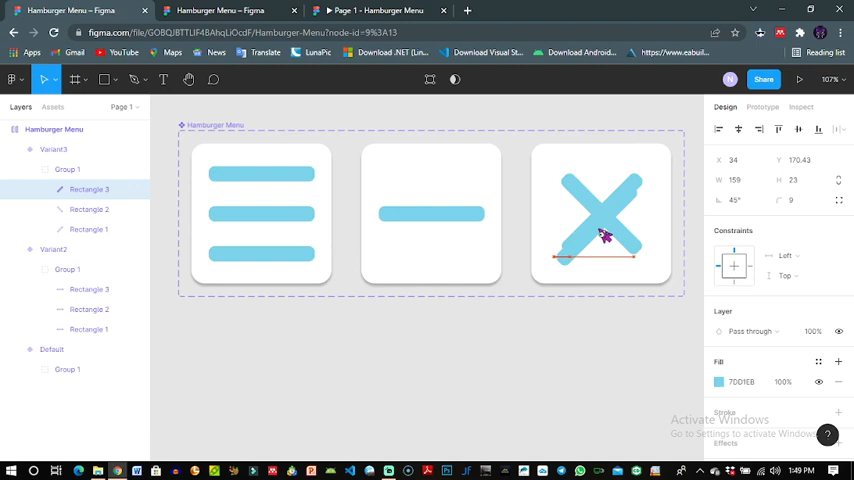 Hamburger Menu – Figma
Hamburger Menu – Figma
▶ Page 1 - Hamburger Menu
figma.com/file/GOBQJBTTLIF48AhqLiOcdF/Hamburger-Menu?node-id=9%3A13
Apps
Gmail
YouTube
Maps
News
Translate
LunaPic
Download .NET (Lin...
Download Visual Stu...
Download Android...
https://www.eabuil...
Reading list
N
Share
107%
Layers
Assets
Page 1
Design
Prototype
Inspect
Hamburger Menu
Variant3
Group 1
Rectangle 3
Rectangle 2
Rectangle 1
Variant2
Group 1
Rectangle 3
Rectangle 2
Rectangle 1
Default
Group 1
Hamburger Menu
X 34
Y 170.43
W 159
H 23
45°
9
Constraints
Left
Top
Layer
Pass through
100%
Fill
7DD1EB
100%
Stroke
Effects
Activate Windows
Go to Settings to activate Windows.
?
1:49 PM